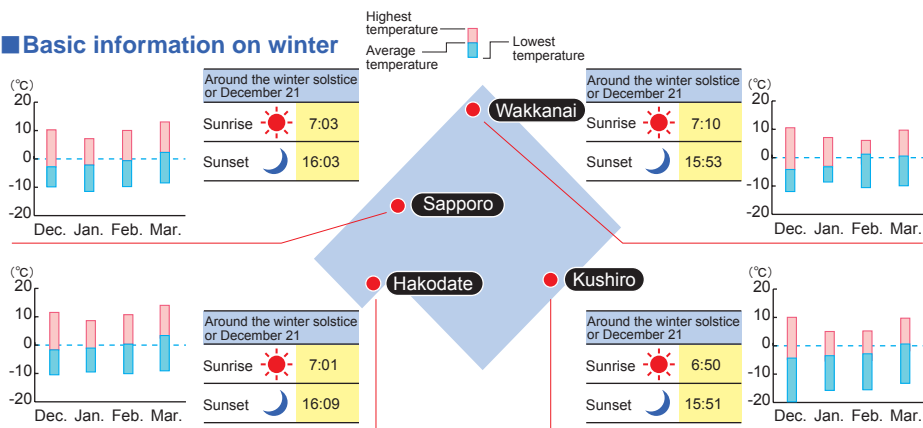 ■Basic information on winter
Highest
temperature
Average
temperature
Lowest
temperature
(℃)
20
10
0
-10
-20
Dec. Jan. Feb. Mar.
Around the winter solstice
or December 21
Sunrise 7:03
Sunset 16:03
Wakkanai
Sapporo
Hakodate
Kushiro
Around the winter solstice
or December 21
Sunrise 7:10
Sunset 15:53
(℃)
20
10
0
-10
-20
Dec. Jan. Feb. Mar.
(℃)
20
10
0
-10
-20
Dec. Jan. Feb. Mar.
Around the winter solstice
or December 21
Sunrise 7:01
Sunset 16:09
Around the winter solstice
or December 21
Sunrise 6:50
Sunset 15:51
(℃)
20
10
0
-10
-20
Dec. Jan. Feb. Mar.